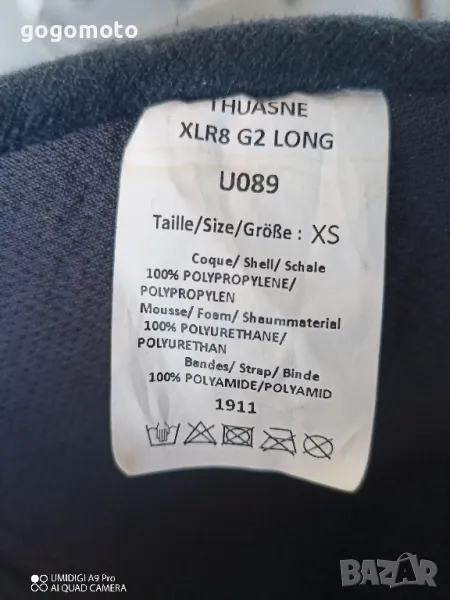 gogomoto
THUASNE
XLR8 G2 LONG
U089
Taille/Size/Größe : XS
Coque/ Shell/ Schale
100% POLYPROPYLENE/
POLYPROPYLEN
Mousse/ Foam/ Shaummaterial
100% POLYURETHANE/
POLYURETHAN
Bandes/ Strap/ Binde
100% POLYAMIDE/POLYAMID
1911
UMIDIGI A9 Pro
AI QUAD CAMERA
BAZAR